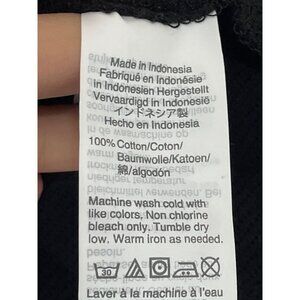 Made in Indonesia
Fabriqué en Indonésie
in Indonesien Hergestellt
Vervaardigd in Indonesië
インドネシア製
Hecho en Indonesia
100% Cotton/Coton/
Baumwolle/Katoen/
綿/algodón
Machine wash cold with
like colors. Non chlorine
bleach only. Tumble dry
low. Warm iron as needed.
30
Laver à la machine à l'eau